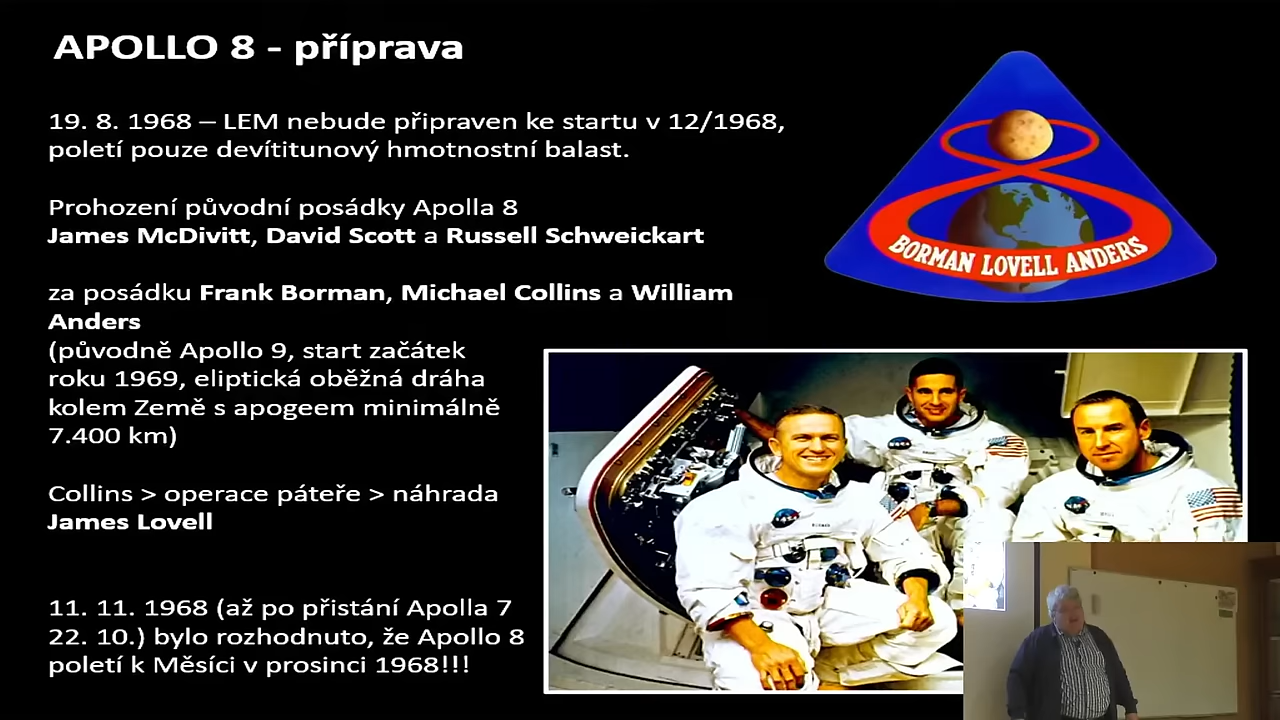 APOLLO 8 - příprava
19. 8. 1968 – LEM nebude připraven ke startu v 12/1968,
poletí pouze devítitunový hmotnostní balast.
Prohození původní posádky Apolla 8
James McDivitt, David Scott a Russell Schweickart
za posádku Frank Borman, Michael Collins a William
Anders
(původně Apollo 9, start začátek
roku 1969, eliptická oběžná dráha
kolem Země s apogeem minimálně
7.400 km)
Collins > operace páteře > náhrada
James Lovell
11. 11. 1968 (až po přistání Apolla 7
22. 10.) bylo rozhodnuto, že Apollo 8
poletí k Měsíci v prosinci 1968!!!
BORMAN LOVELL ANDERS